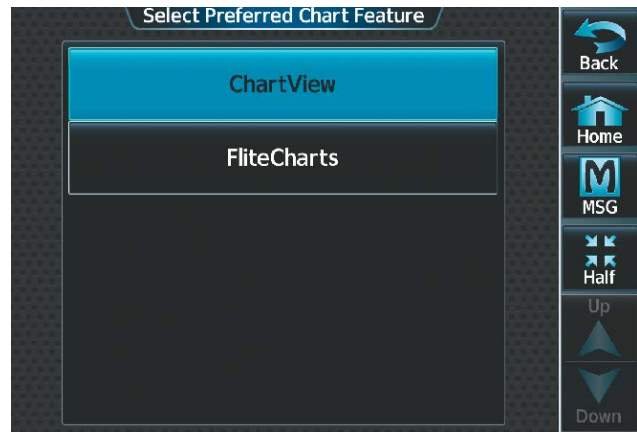 Select Preferred Chart Feature
ChartView
FliteCharts
Back
Home
MSG
Half
Up
Down